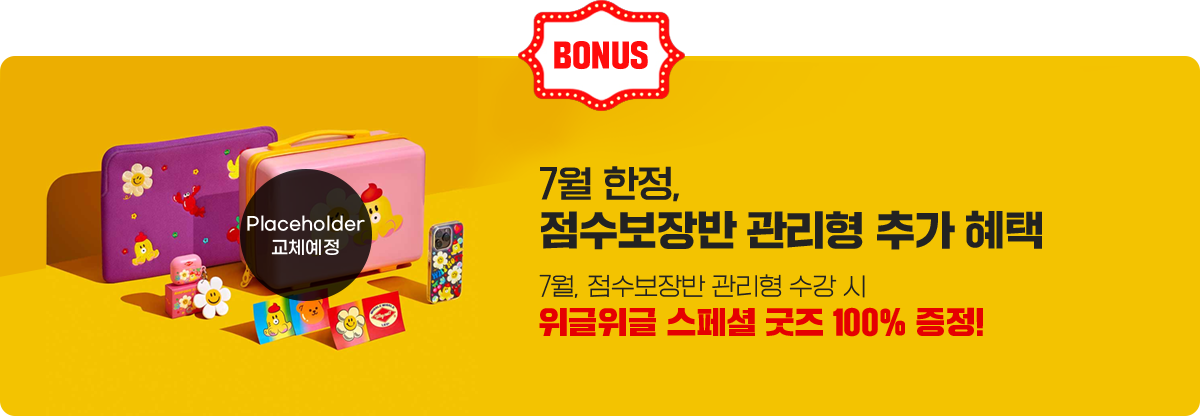 BONUS
Placeholder
교체예정
7월 한정,
점수보장반 관리형 추가 혜택
7월, 점수보장반 관리형 수강 시
위글위글 스페셜 굿즈 100% 증정!